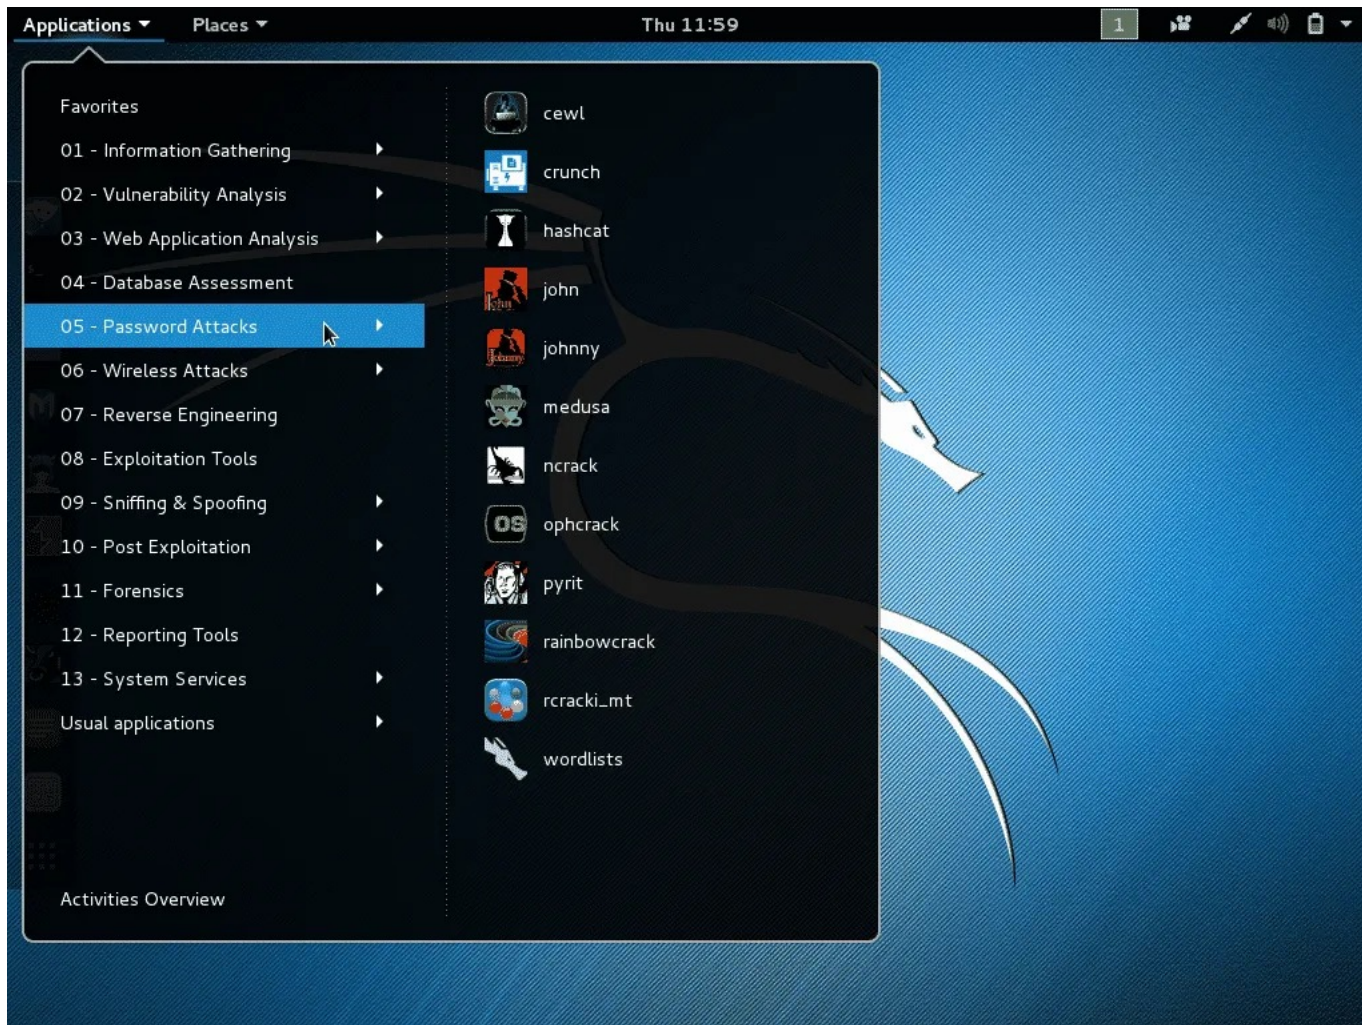 Applications Places Thu 11:59 1
Favorites
01 - Information Gathering
02 - Vulnerability Analysis
03 - Web Application Analysis
04 - Database Assessment
05 - Password Attacks
06 - Wireless Attacks
07 - Reverse Engineering
08 - Exploitation Tools
09 - Sniffing & Spoofing
10 - Post Exploitation
11 - Forensics
12 - Reporting Tools
13 - System Services
Usual applications
Activities Overview
cewl
crunch
hashcat
john
johnny
medusa
ncrack
OS ophcrack
pyrit
rainbowcrack
rcracki_mt
wordlists